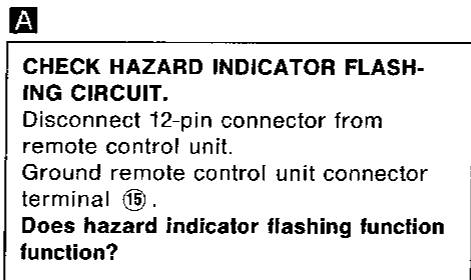 A
CHECK HAZARD INDICATOR FLASH-
ING CIRCUIT.
Disconnect 12-pin connector from
remote control unit.
Ground remote control unit connector
terminal ⑮ .
Does hazard indicator flashing function
function?